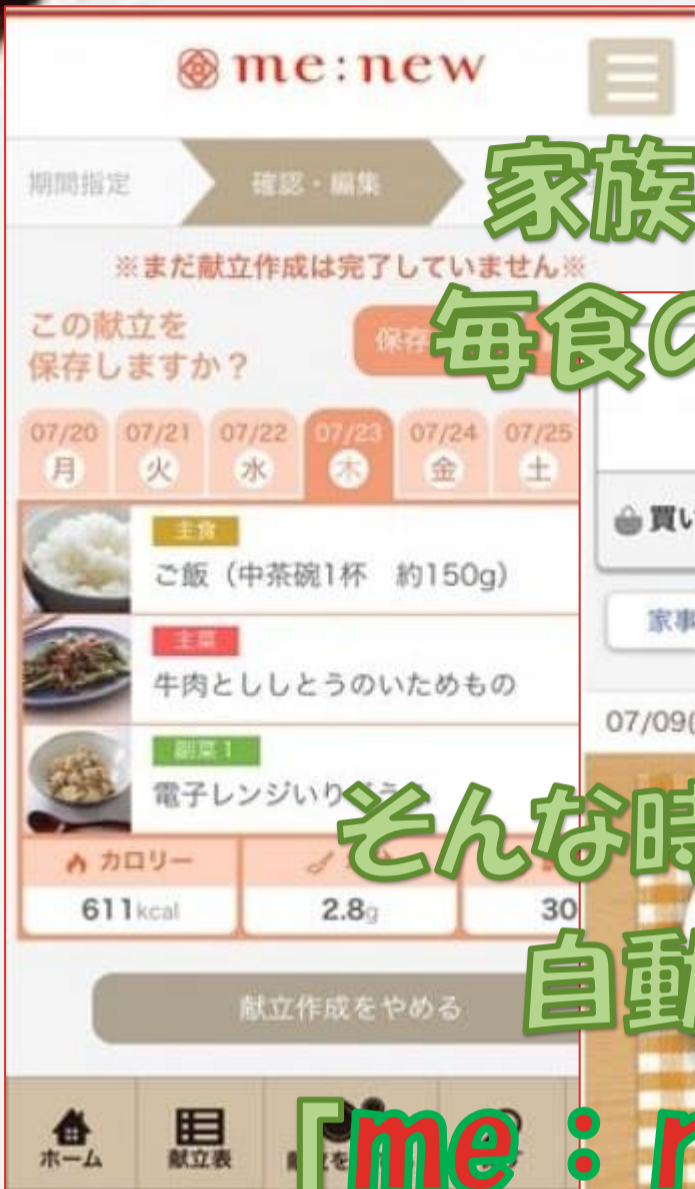 me:new
期間指定
確認・編集
家族
※まだ献立作成は完了していません※
この献立を
保存しますか？
保存
毎食の
07/20
月
07/21
火
07/22
水
07/23
木
07/24
金
07/25
土
主食
ご飯（中茶碗1杯 約150g）
主菜
牛肉とししとうのいためもの
副菜1
電子レンジいり
買い
家事
07/09(
そんな時
カロリー
611kcal
2.8g
30
自動
献立作成をやめる
ホーム
献立表
「me：n